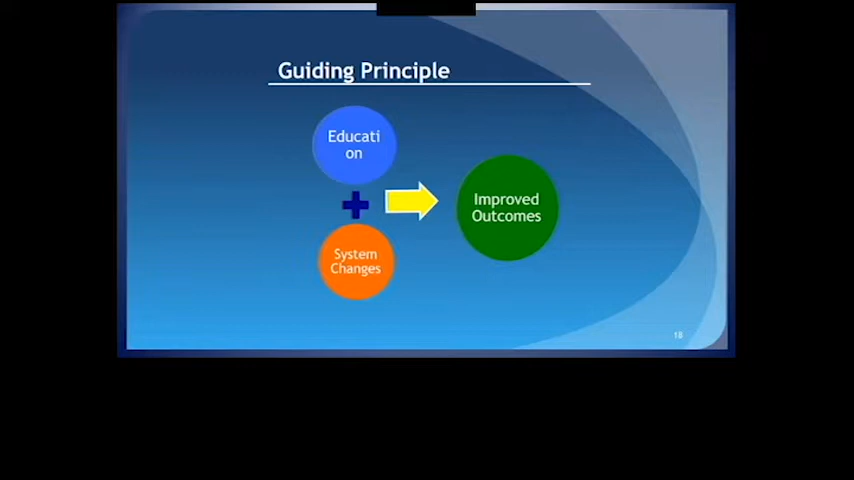 Guiding Principle
Educati
on
System
Changes
Improved
Outcomes
18